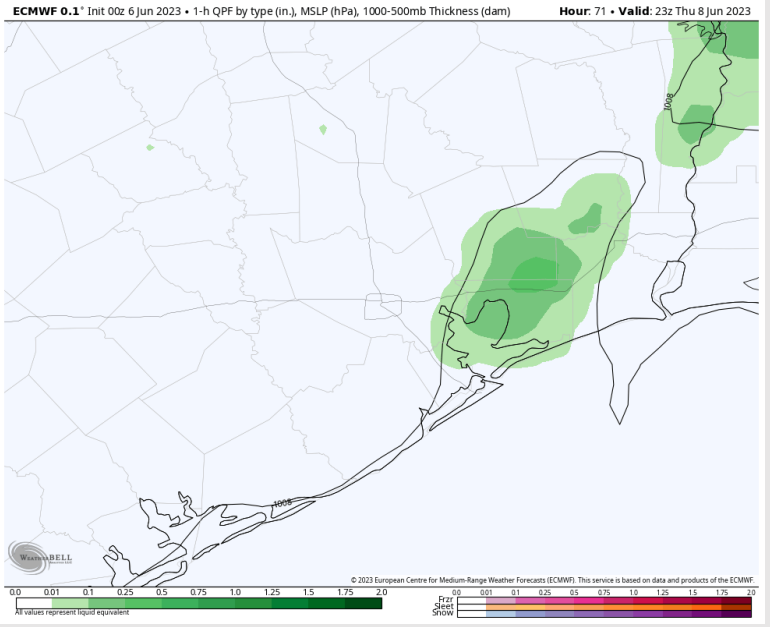 ECMWF 0.1° Init 00z 6 Jun 2023 • 1-h QPF by type (in.), MSLP (hPa), 1000-500mb Thickness (dam)
Hour: 71 • Valid: 23z Thu 8 Jun 2023
1008
1008
WEATHERBELL
© 2023 European Centre for Medium-Range Weather Forecasts (ECMWF). This service is based on data and products of the ECMWF.
0.0 0.01 0.1 0.25 0.5 0.75 1.0 1.25 1.5 1.75 2.0
All values represent liquid equivalent
0.0 0.01 0.1 0.25 0.5 0.75 1.0 1.25 1.5 1.75 2.0
Frzr
Sleet
Snow